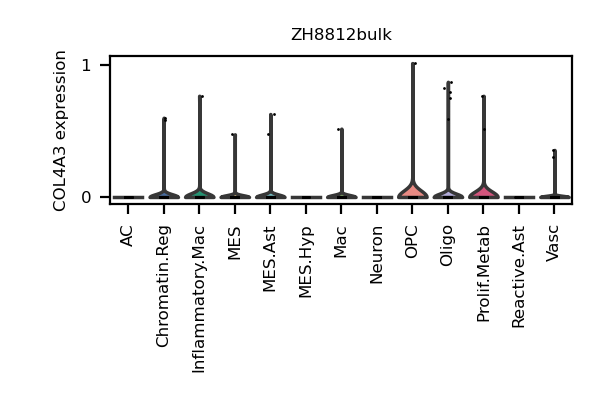 ZH8812bulk
COL4A3 expression
1
0
AC
Chromatin.Reg
Inflammatory.Mac
MES
MES.Ast
MES.Hyp
Mac
Neuron
OPC
Oligo
Prolif.Metab
Reactive.Ast
Vasc